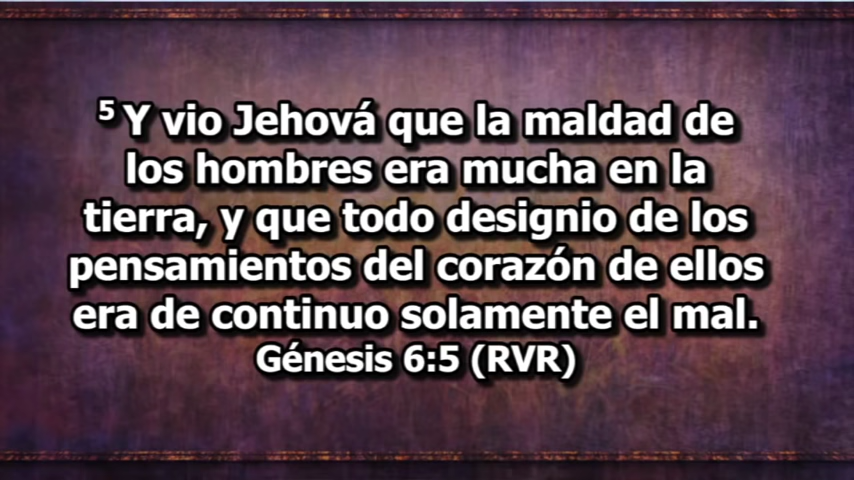 5 Y vio Jehová que la maldad de
los hombres era mucha en la
tierra, y que todo designio de los
pensamientos del corazón de ellos
era de continuo solamente el mal.
Génesis 6:5 (RVR)